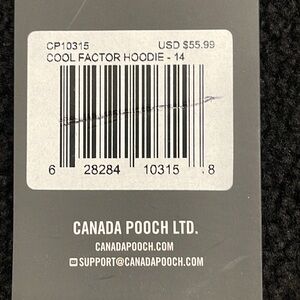 CP10315 USD $55.99
COOL FACTOR HOODIE - 14
6 28284 10315 8
CANADA POOCH LTD.
CANADAPOOCH.COM
SUPPORT@CANADAPOOCH.COM